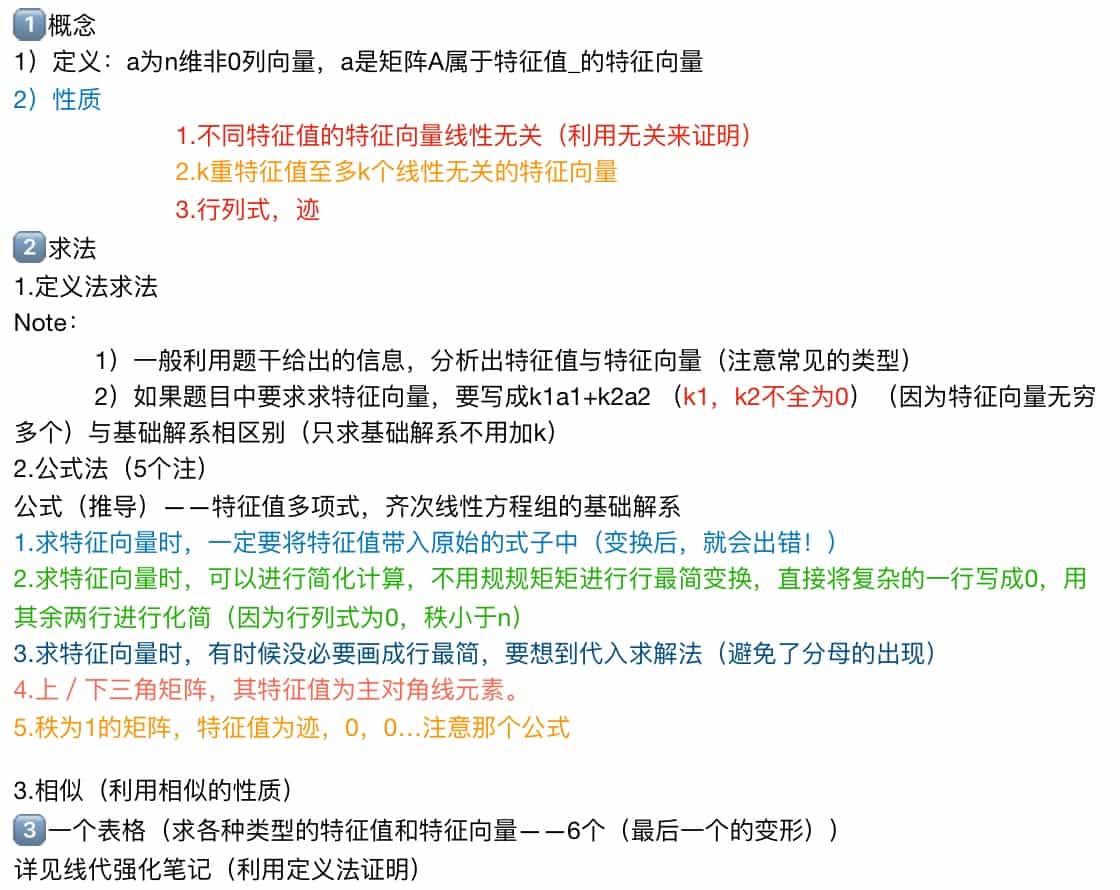 1️⃣概念
1）定义：a为n维非0列向量，a是矩阵A属于特征值_的特征向量
2）性质
1.不同特征值的特征向量线性无关（利用无关来证明）
2.k重特征值至多k个线性无关的特征向量
3.行列式，迹
2️⃣求法
1.定义法求法
Note：
1）一般利用题干给出的信息，分析出特征值与特征向量（注意常见的类型）
2）如果题目中要求求特征向量，要写成k1a1+k2a2 （k1，k2不全为0）（因为特征向量无穷
多个）与基础解系相区别（只求基础解系不用加k）
2.公式法（5个注）
公式（推导）——特征值多项式，齐次线性方程组的基础解系
1.求特征向量时，一定要将特征值带入原始的式子中（变换后，就会出错！）
2.求特征向量时，可以进行简化计算，不用规规矩矩进行行最简变换，直接将复杂的一行写成0，用
其余两行进行化简（因为行列式为0，秩小于n）
3.求特征向量时，有时候没必要画成行最简，要想到代入求解法（避免了分母的出现）
4.上／下三角矩阵，其特征值为主对角线元素。
5.秩为1的矩阵，特征值为迹，0，0...注意那个公式
3.相似（利用相似的性质）
3️⃣一个表格（求各种类型的特征值和特征向量——6个（最后一个的变形））
详见线代强化笔记（利用定义法证明）